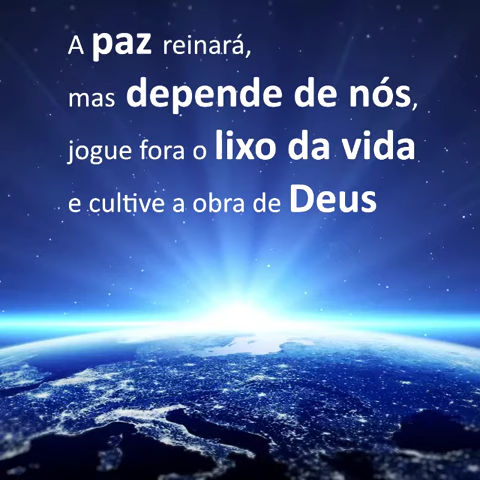 A paz reinará,
mas depende de nós,
jogue fora o lixo da vida
e cultive a obra de Deus